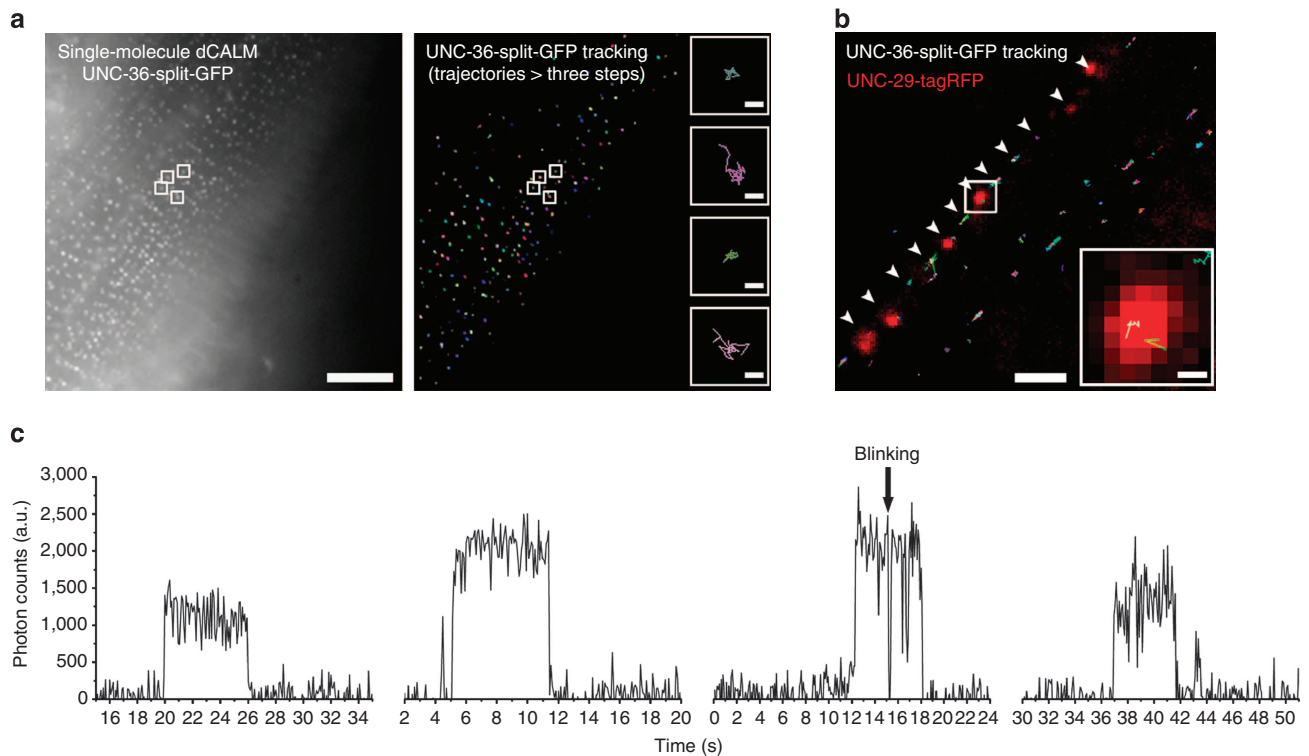 a
Single-molecule dCALM
UNC-36-split-GFP
UNC-36-split-GFP tracking
(trajectories > three steps)
b
UNC-36-split-GFP tracking
UNC-29-tagRFP
c
Blinking
Photon counts (a.u.)
3,000
2,500
2,000
1,500
1,000
500
0
16 18 20 22 24 26 28 30 32 34
2 4 6 8 10 12 14 16 18 20
0 2 4 6 8 10 12 14 16 18 20 22 24
30 32 34 36 38 40 42 44 46 48 50
Time (s)